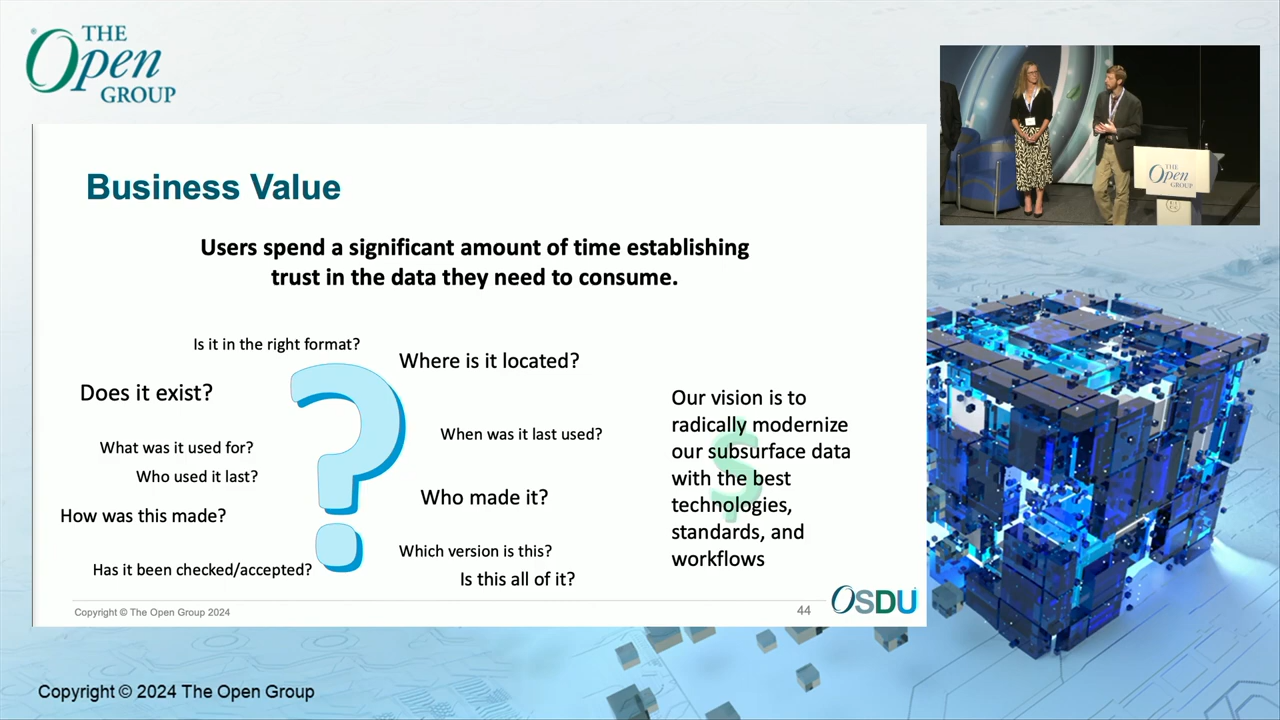 THE
Open
GROUP
Business Value
Users spend a significant amount of time establishing
trust in the data they need to consume.
Is it in the right format?
Where is it located?
Does it exist?
When was it last used?
What was it used for?
Who used it last?
Who made it?
How was this made?
Which version is this?
Has it been checked/accepted?
Is this all of it?
$
Our vision is to
radically modernize
our subsurface data
with the best
technologies,
standards, and
workflows
Copyright © The Open Group 2024
44
OSDU
THE
Open
GROUP
Copyright © 2024 The Open Group